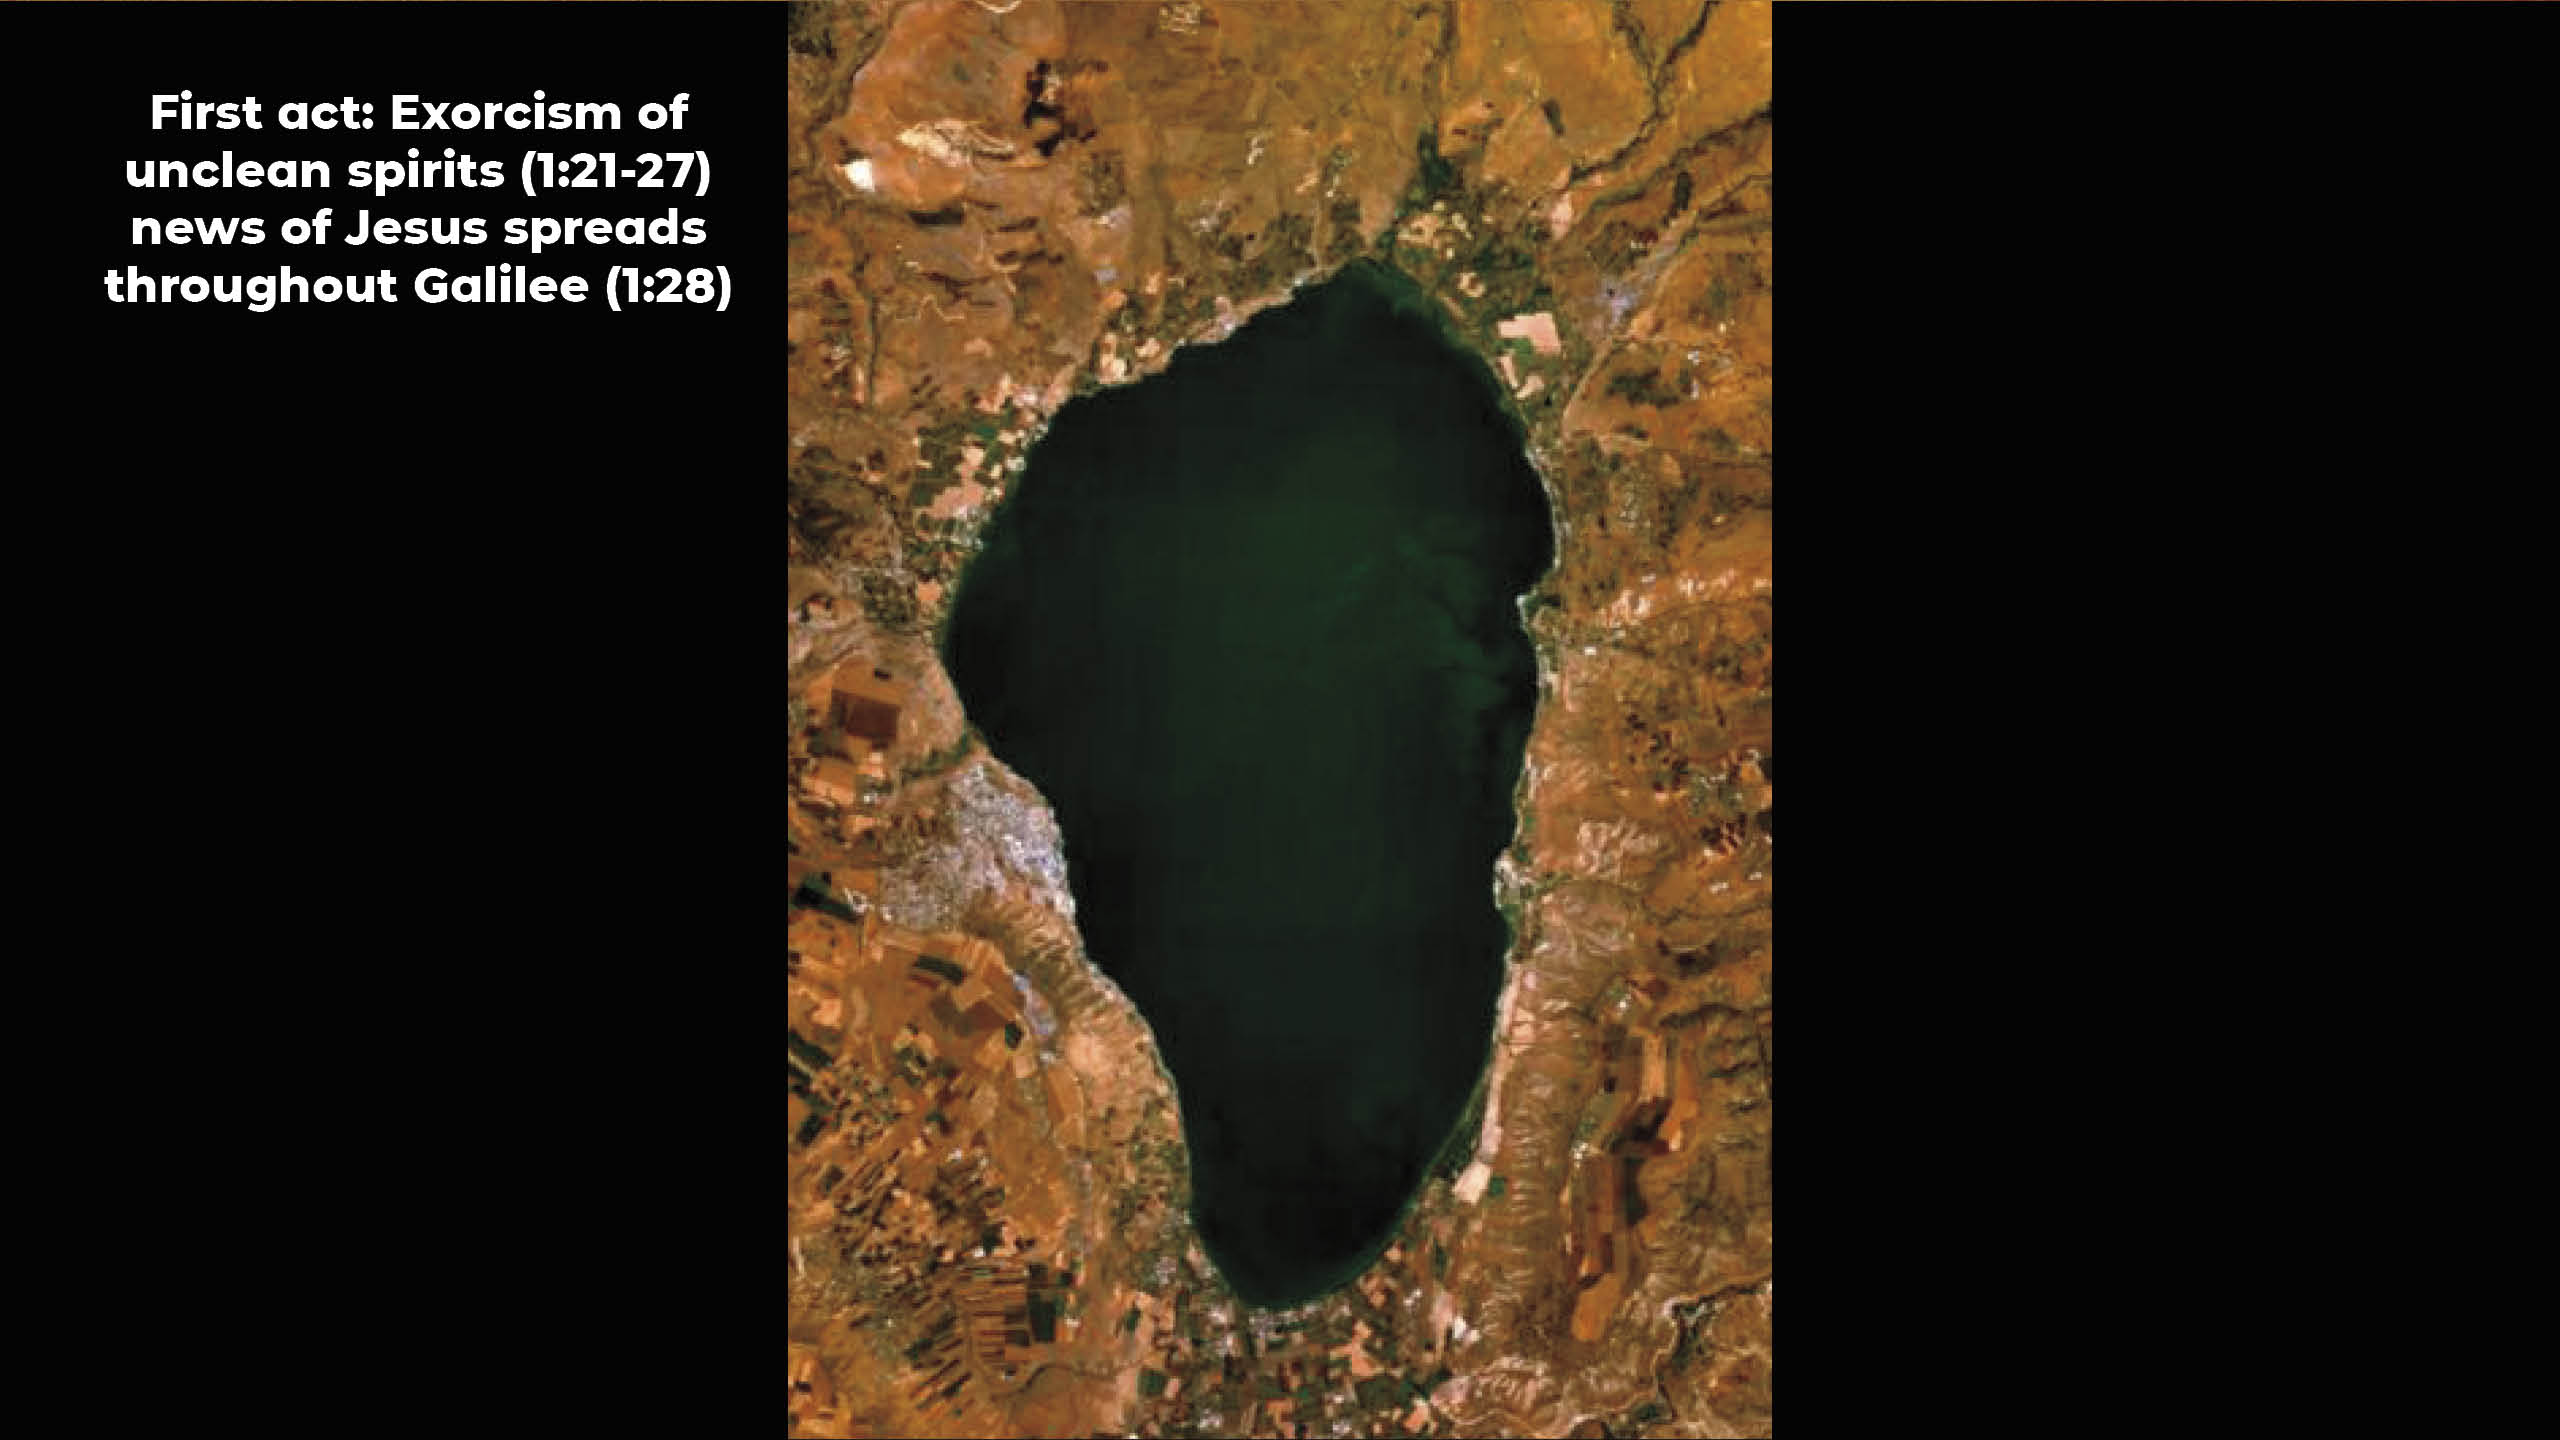 First act: Exorcism of
unclean spirits (1:21-27)
news of Jesus spreads
throughout Galilee (1:28)